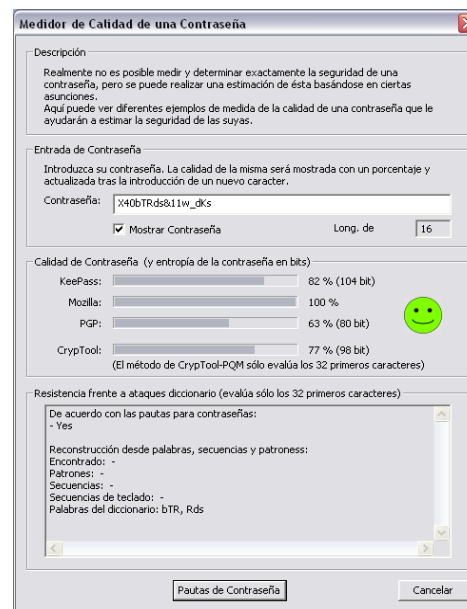 Medidor de Calidad de una Contraseña
Descripción
Realmente no es posible medir y determinar exactamente la seguridad de una
contraseña, pero se puede realizar una estimación de ésta basándose en ciertas
asunciones.
Aquí puede ver diferentes ejemplos de medida de la calidad de una contraseña que le
ayudarán a estimar la seguridad de las suyas.
Entrada de Contraseña
Introduzca su contraseña. La calidad de la misma será mostrada con un porcentaje y
actualizada tras la introducción de un nuevo caracter.
Contraseña: X40bTRds&11w_dKs
Mostrar Contraseña Long. de 16
Calidad de Contraseña (y entropía de la contraseña en bits)
KeePass: 82 % (104 bit)
Mozilla: 100 %
PGP: 63 % (80 bit)
CrypTool: 77 % (98 bit)
(El método de CrypTool-PQM sólo evalúa los 32 primeros caracteres)
Resistencia frente a ataques diccionario (evalúa sólo los 32 primeros caracteres)
De acuerdo con las pautas para contraseñas:
- Yes
Reconstrucción desde palabras, secuencias y patroness:
Encontrado: -
Patrones: -
Secuencias: -
Secuencias de teclado: -
Palabras del diccionario: bTR, Rds
Pautas de Contraseña Cancelar